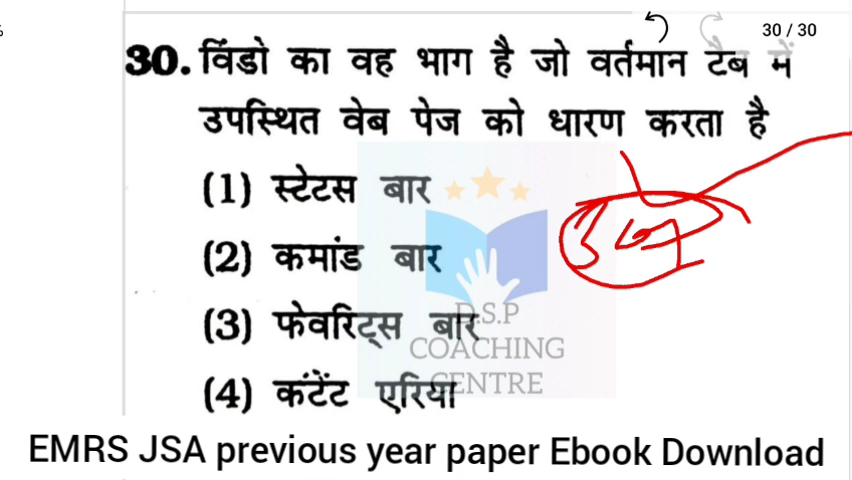 30 / 30
30. विंडो का वह भाग है जो वर्तमान टैब में
उपस्थित वेब पेज को धारण करता है
(1) स्टेटस बार
(2) कमांड बार
(3) फेवरिट्स बार
(4) कंटेंट एरिया
D.S.P
COACHING
CENTRE
EMRS JSA previous year paper Ebook Download